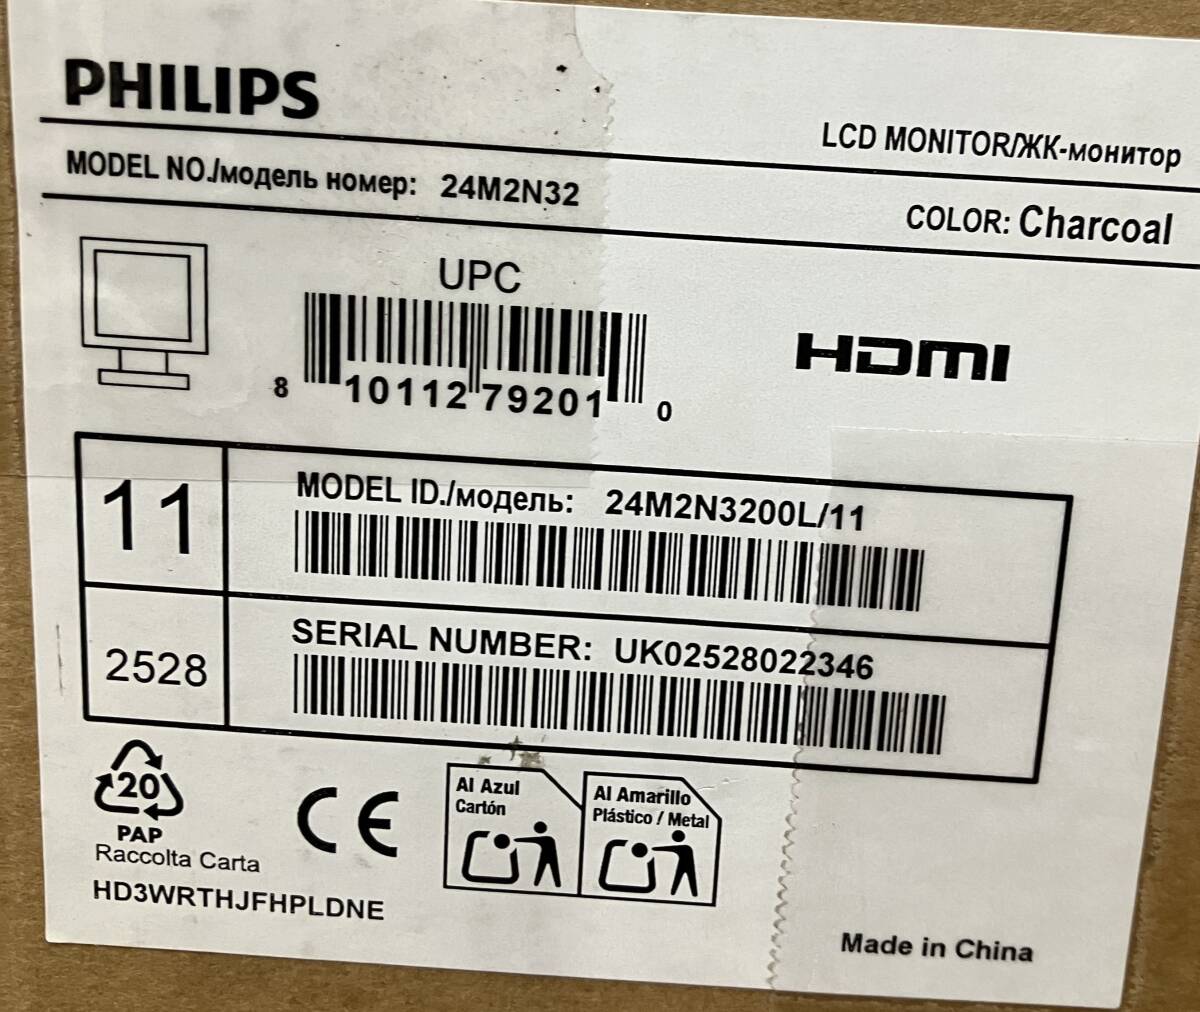 PHILIPS
LCD MONITOR/ЖК-монитор
MODEL NO./модель номер: 24M2N32
COLOR: Charcoal
UPC
8 10112 79201 0
HDMI
11
MODEL ID./модель: 24M2N3200L/11
2528
SERIAL NUMBER: UK02528022346
20
PAP
Raccolta Carta
HD3WRTHJFHPLDNE
CE
Al Azul
Cartón
Al Amarillo
Plástico / Metal
Made in China